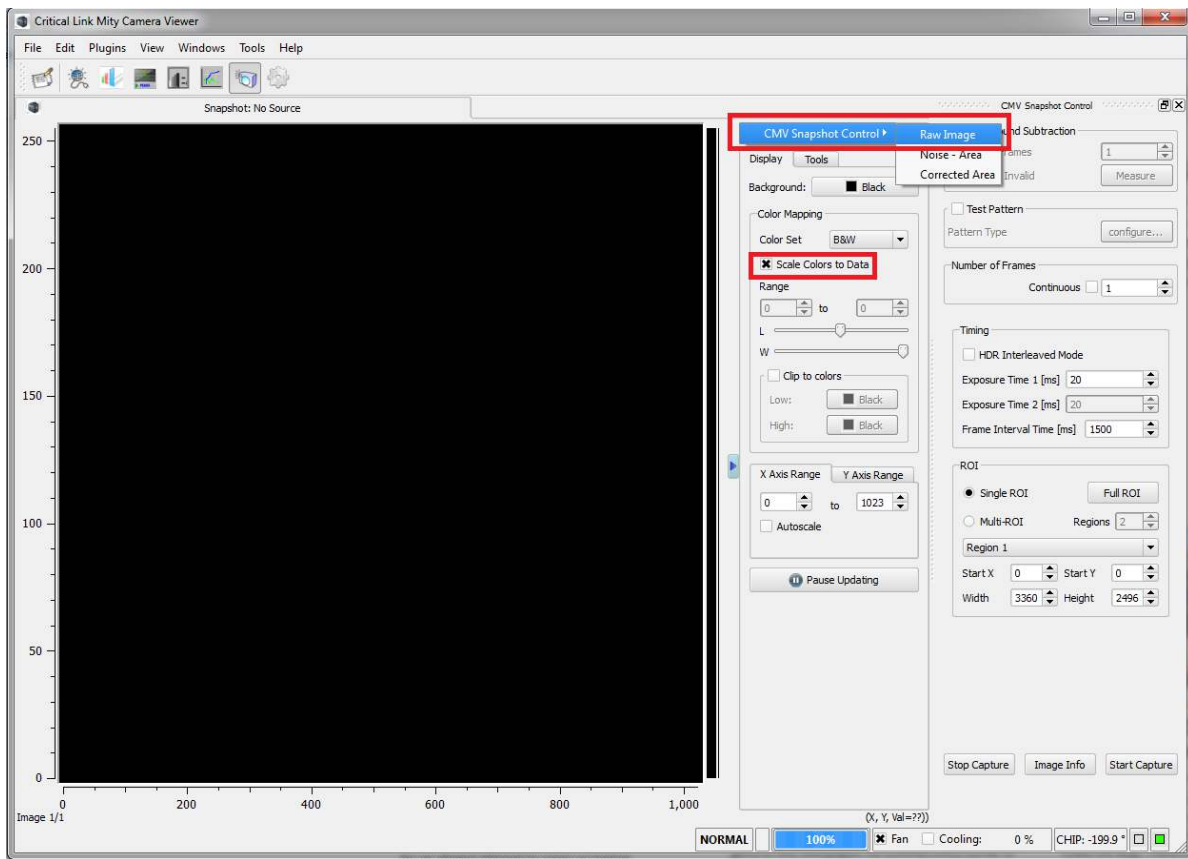 Critical Link Mity Camera Viewer
File Edit Plugins View Windows Tools Help
Snapshot: No Source
CMV Snapshot Control
250
200
150
100
50
0
0 200 400 600 800 1,000
Image 1/1
CMV Snapshot Control
Raw Image
Noise - Area
Corrected Area
Display Tools
Background: Black
Color Mapping
Color Set B&W
Scale Colors to Data
Range
0 to 0
L
W
Clip to colors
Low: Black
High: Black
X Axis Range Y Axis Range
0 to 1023
Autoscale
Pause Updating
(X, Y, Val=??))
Subtraction
1
Invalid Measure
Test Pattern
Pattern Type configure...
Number of Frames
Continuous 1
Timing
HDR Interleaved Mode
Exposure Time 1 [ms] 20
Exposure Time 2 [ms] 20
Frame Interval Time [ms] 1500
ROI
Single ROI Full ROI
Multi-ROI Regions 2
Region 1
Start X 0 Start Y 0
Width 3360 Height 2496
Stop Capture Image Info Start Capture
NORMAL 100% Fan Cooling: 0 % CHIP: -199.9 °